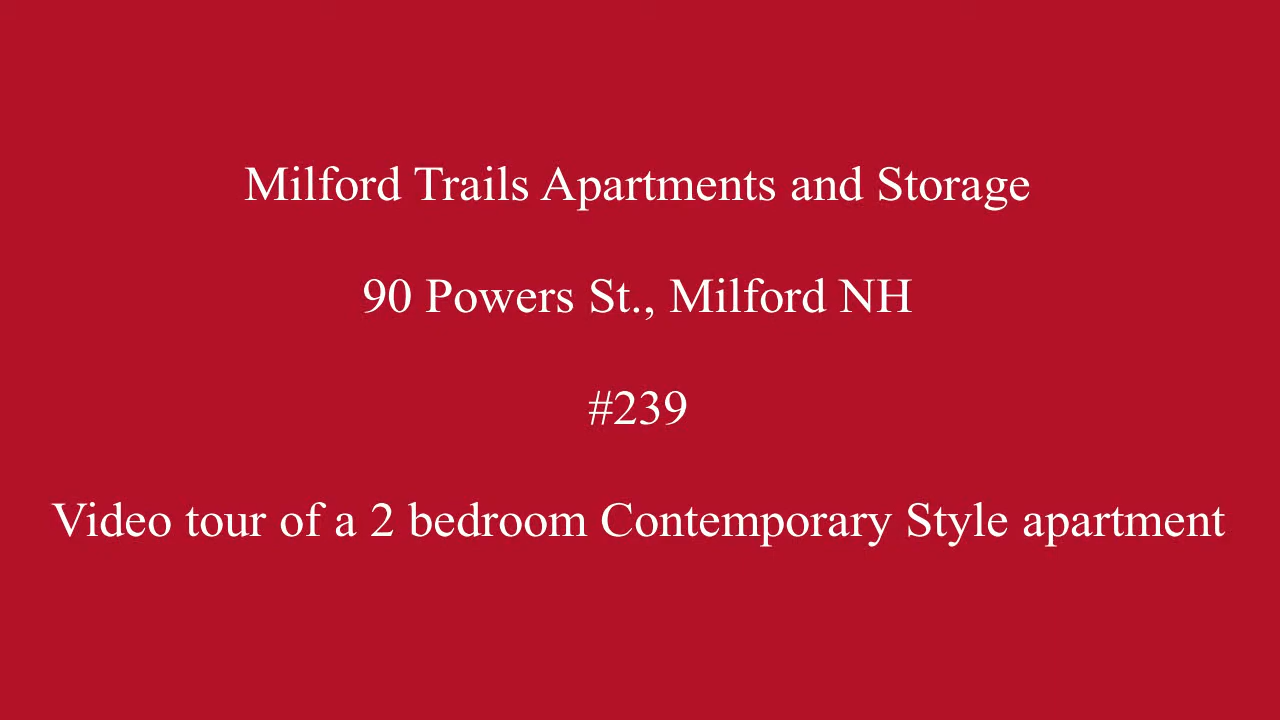 Milford Trails Apartments and Storage
90 Powers St., Milford NH
#239
Video tour of a 2 bedroom Contemporary Style apartment